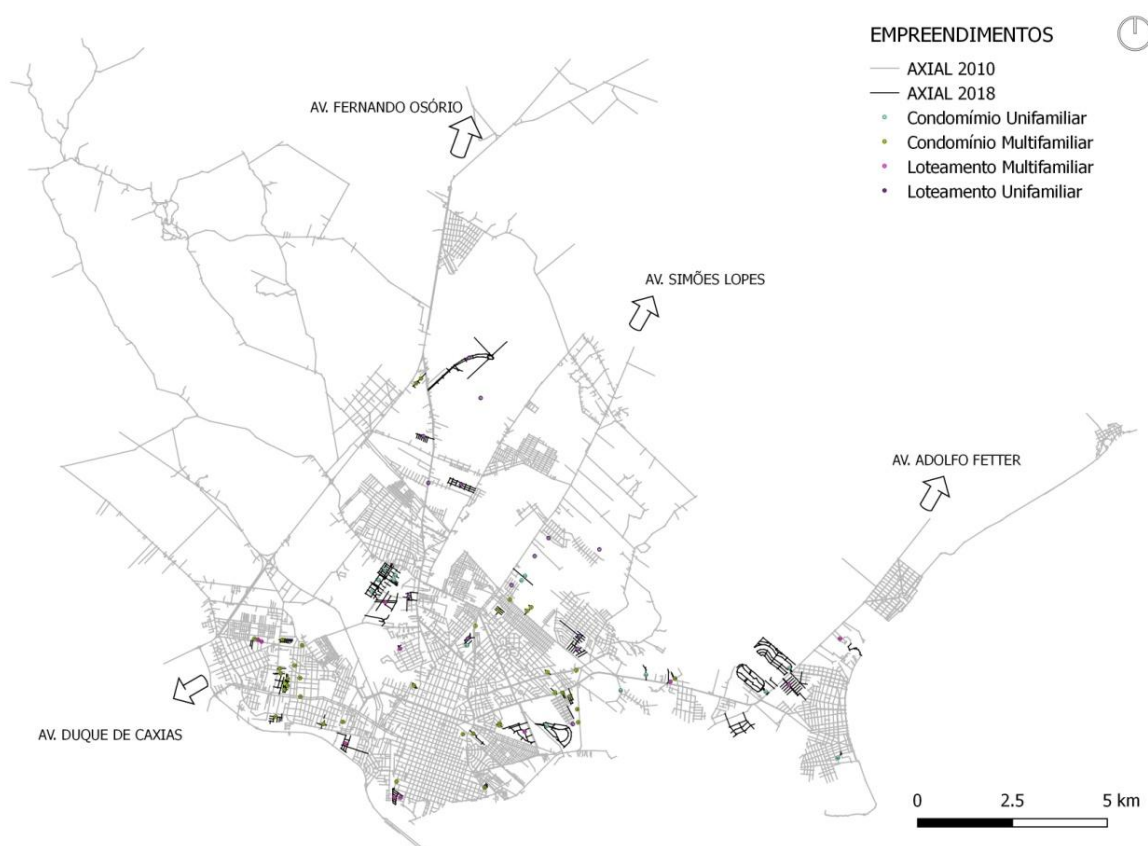 EMPREENDIMENTOS
AXIAL 2010
AXIAL 2018
Condomímio Unifamiliar
Condomínio Multifamiliar
Loteamento Multifamiliar
Loteamento Unifamiliar
AV. FERNANDO OSÓRIO
AV. SIMÕES LOPES
AV. ADOLFO FETTER
AV. DUQUE DE CAXIAS
0 2.5 5 km